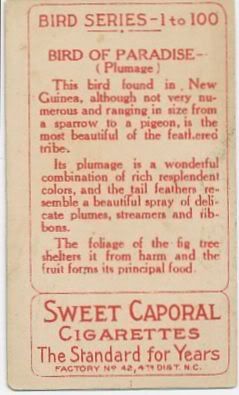 BIRD SERIES-1 to 100
BIRD OF PARADISE-
(Plumage)
This bird found in New
Guinea, although not very nu-
merous and ranging in size from
a sparrow to a pigeon, is the
most beautiful of the feathered
tribe.
Its plumage is a wonderful
combination of rich resplendent
colors, and the tail feathers re-
semble a beautiful spray of deli-
cate plumes, streamers and rib-
bons.
The foliage of the fig tree
shelters it from harm and the
fruit forms its principal food.
SWEET CAPORAL
CIGARETTES
The Standard for Years
FACTORY No 42, 4TH DIST. N.C.